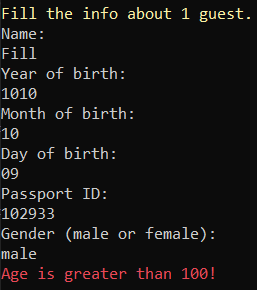 Fill the info about 1 guest.
Name:
Fill
Year of birth:
1010
Month of birth:
10
Day of birth:
09
Passport ID:
102933
Gender (male or female):
male
Age is greater than 100!